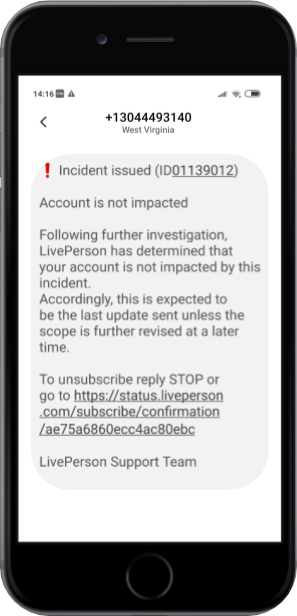 14:16
+13044493140
West Virginia
❗ Incident issued (ID01139012)
Account is not impacted
Following further investigation,
LivePerson has determined that
your account is not impacted by this
incident.
Accordingly, this is expected to
be the last update sent unless the
scope is further revised at a later
time.
To unsubscribe reply STOP or
go to https://status.liveperson
.com/subscribe/confirmation
/ae75a6860ecc4ac80ebc
LivePerson Support Team